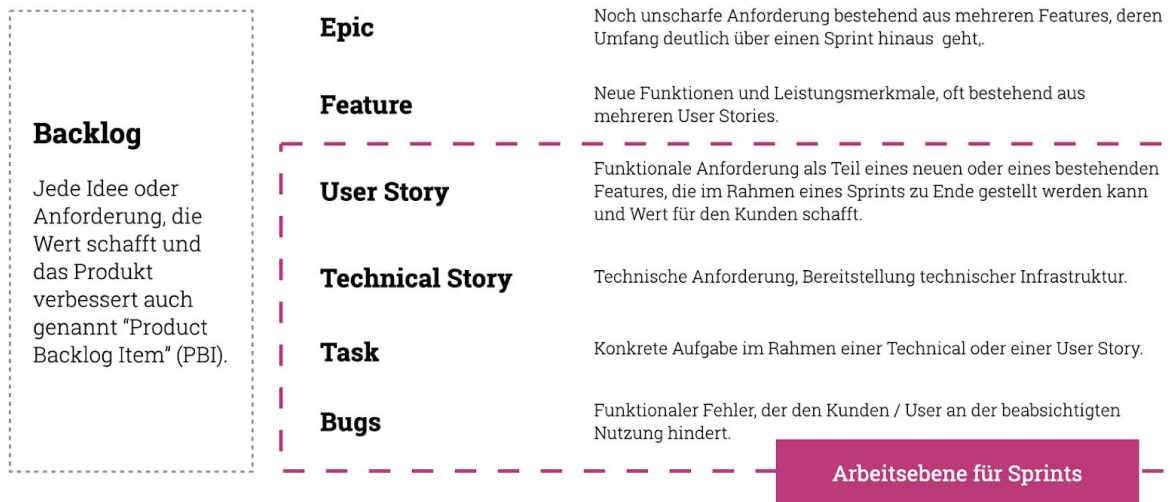 Backlog
Jede Idee oder
Anforderung, die
Wert schafft und
das Produkt
verbessert auch
genannt “Product
Backlog Item” (PBI).
Epic
Noch unscharfe Anforderung bestehend aus mehreren Features, deren
Umfang deutlich über einen Sprint hinaus  geht,.
Feature
Neue Funktionen und Leistungsmerkmale, oft bestehend aus
mehreren User Stories.
User Story
Funktionale Anforderung als Teil eines neuen oder eines bestehenden
Features, die im Rahmen eines Sprints zu Ende gestellt werden kann
und Wert für den Kunden schafft.
Technical Story
Technische Anforderung, Bereitstellung technischer Infrastruktur.
Task
Konkrete Aufgabe im Rahmen einer Technical oder einer User Story.
Bugs
Funktionaler Fehler, der den Kunden / User an der beabsichtigten
Nutzung hindert.
Arbeitsebene für Sprints